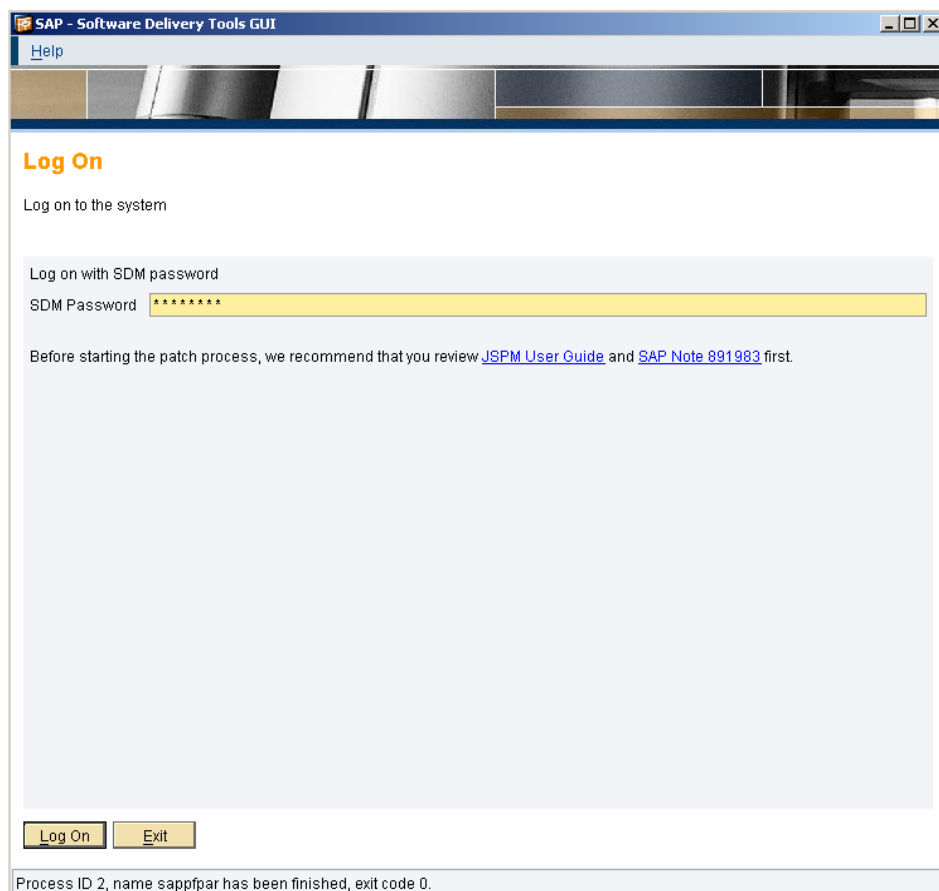 SAP - Software Delivery Tools GUI
Help
Log On
Log on to the system
Log on with SDM password
SDM Password ********
Before starting the patch process, we recommend that you review JSPM User Guide and SAP Note 891983 first.
Log On Exit
Process ID 2, name sappfpar has been finished, exit code 0.